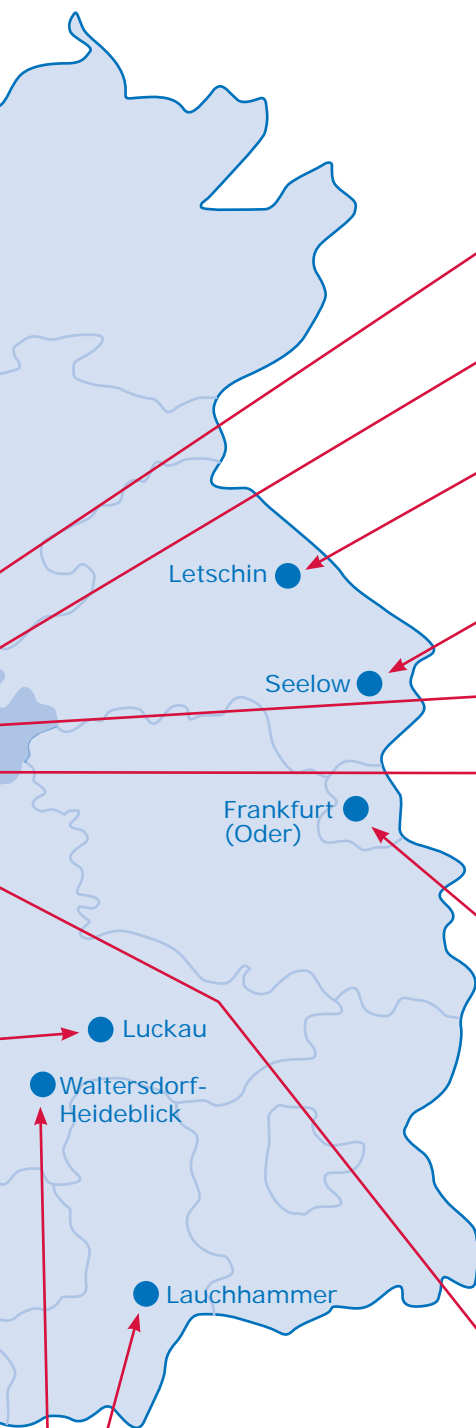 Letschin
Seelow
Frankfurt
(Oder)
Luckau
Waltersdorf-
Heideblick
Lauchhammer